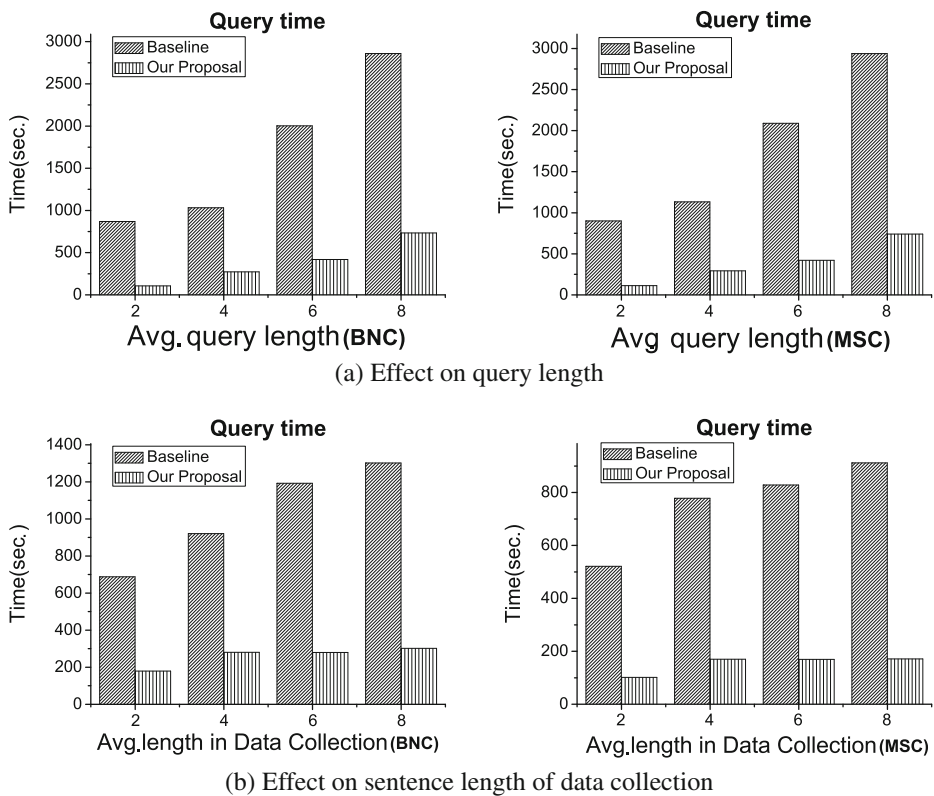 Query time
Baseline
Our Proposal
Time(sec.)
3000
2500
2000
1500
1000
500
0
2 4 6 8
Avg. query length (BNC)
Query time
Baseline
Our Proposal
Time(sec.)
3000
2500
2000
1500
1000
500
0
2 4 6 8
Avg query length (MSC)
(a) Effect on query length
Query time
Baseline
Our Proposal
Time(sec.)
1400
1200
1000
800
600
400
200
0
2 4 6 8
Avg.length in Data Collection (BNC)
Query time
Baseline
Our Proposal
Time(sec.)
800
600
400
200
0
2 4 6 8
Avg.length in Data Collection (MSC)
(b) Effect on sentence length of data collection